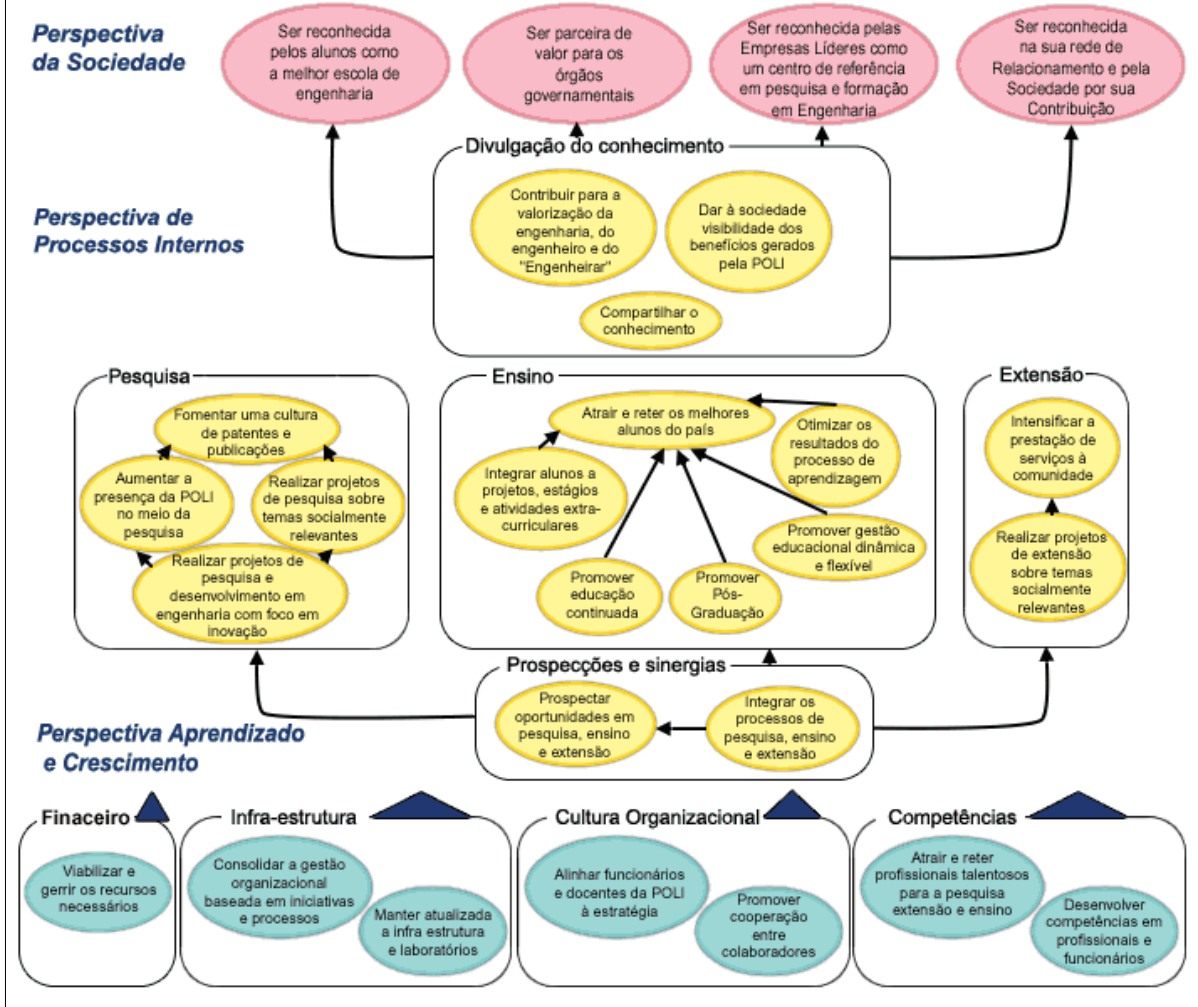 Perspectiva
da Sociedade
Ser reconhecida
pelos alunos como
a melhor escola de
engenharia
Ser parceira de
valor para os
órgãos
governamentais
Ser reconhecida pelas
Empresas Líderes como
um centro de referência
em pesquisa e formação
em Engenharia
Ser reconhecida
na sua rede de
Relacionamento e pela
Sociedade por sua
Contribuição
Perspectiva de
Processos Internos
Divulgação do conhecimento
Contribuir para a
valorização da
engenharia, do
engenheiro e do
"Engenheirar"
Dar à sociedade
visibilidade dos
benefícios gerados
pela POLI
Compartilhar o
conhecimento
Pesquisa
Fomentar uma cultura
de patentes e
publicações
Aumentar a
presença da POLI
no meio da
pesquisa
Realizar projetos
de pesquisa sobre
temas socialmente
relevantes
Realizar projetos de
pesquisa e
desenvolvimento em
engenharia com foco em
inovação
Ensino
Atrair e reter os melhores
alunos do país
Otimizar os
resultados do
processo de
aprendizagem
Integrar alunos a
projetos, estágios
e atividades extra-
curriculares
Promover gestão
educacional dinâmica
e flexível
Promover
educação
continuada
Promover
Pós-
Graduação
Extensão
Intensificar a
prestação de
serviços à
comunidade
Realizar projetos
de extensão
sobre temas
socialmente
relevantes
Prospecções e sinergias
Prospectar
oportunidades em
pesquisa, ensino
e extensão
Integrar os
processos de
pesquisa, ensino
e extensão
Perspectiva Aprendizado
e Crescimento
Finaceiro
Viabilizar e
gerrir os recursos
necessários
Infra-estrutura
Consolidar a gestão
organizacional
baseada em iniciativas
e processos
Manter atualizada
a infra estrutura
e laboratórios
Cultura Organizacional
Alinhar funcionários
e docentes da POLI
à estratégia
Promover
cooperação
entre
colaboradores
Competências
Atrair e reter
profissionais talentosos
para a pesquisa
extensão e ensino
Desenvolver
competências em
profissionais e
funcionários